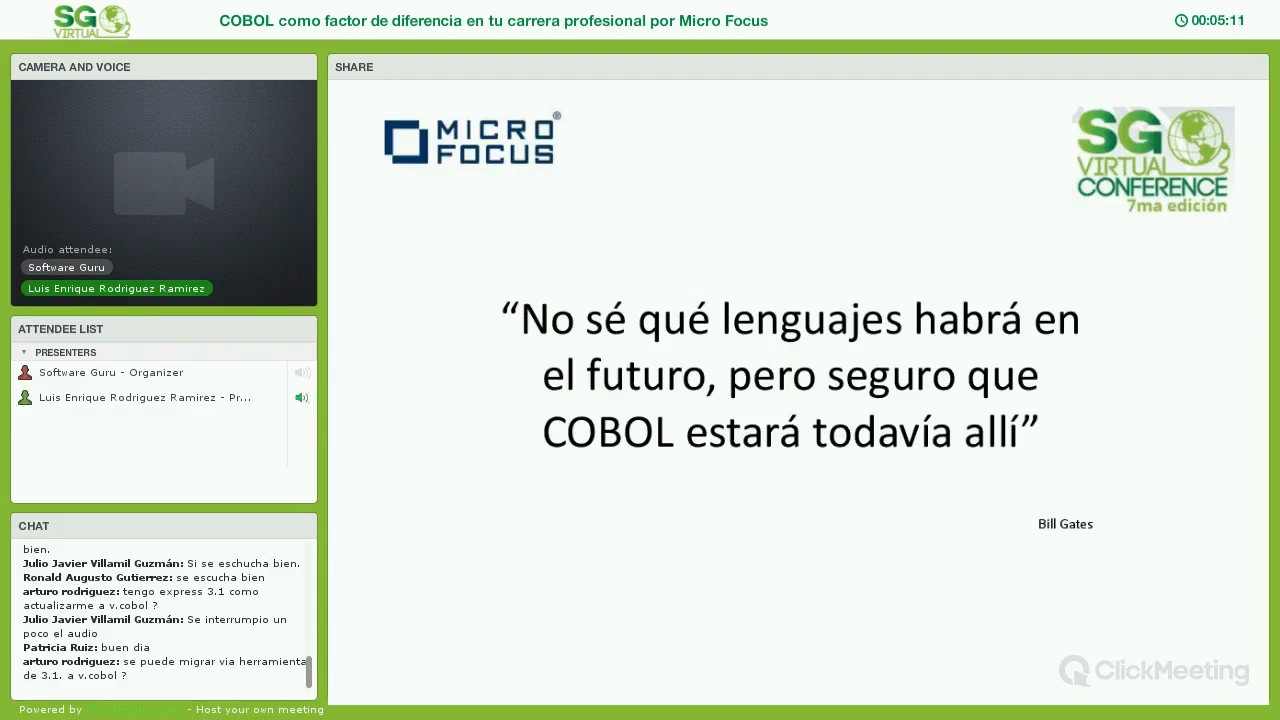 SG
VIRTUAL
COBOL como factor de diferencia en tu carrera profesional por Micro Focus
00:05:11
CAMERA AND VOICE
Audio attendee:
Software Guru
Luis Enrique Rodriguez Ramirez
ATTENDEE LIST
PRESENTERS
Software Guru - Organizer
Luis Enrique Rodriguez Ramirez - Pr...
CHAT
bien.
Julio Javier Villamil Guzmán: Si se eschucha bien.
Ronald Augusto Gutierrez: se escucha bien
arturo rodriguez: tengo express 3.1 como
actualizarme a v.cobol ?
Julio Javier Villamil Guzmán: Se interrumpio un
poco el audio
Patricia Ruiz: buen dia
arturo rodriguez: se puede migrar via herramienta
de 3.1. a v.cobol ?
Powered by ClickMeeting.com - Host your own meeting
SHARE
MICRO
FOCUS®
SG
VIRTUAL
CONFERENCE
7ma edición
“No sé qué lenguajes habrá en
el futuro, pero seguro que
COBOL estará todavía allí”
Bill Gates
ClickMeeting